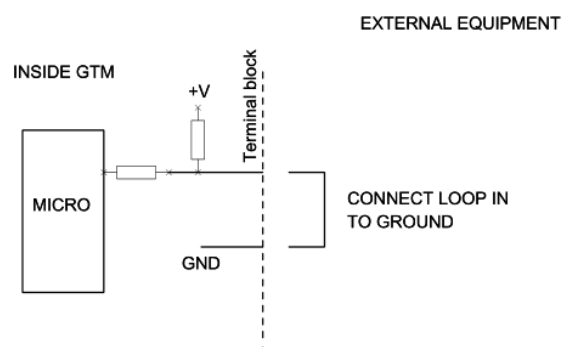 EXTERNAL EQUIPMENT
INSIDE GTM
+V
Terminal block
MICRO
CONNECT LOOP IN
TO GROUND
GND